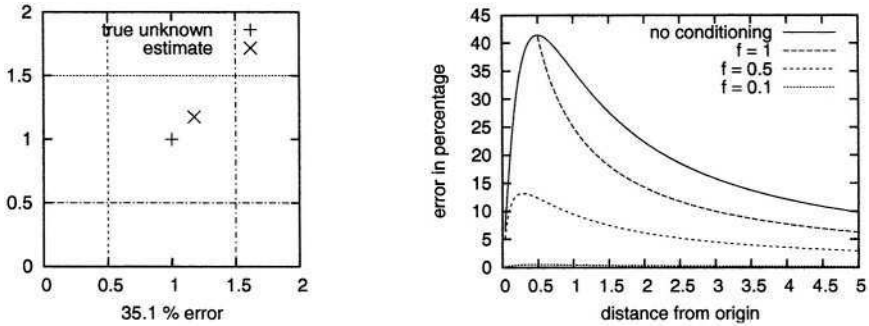 2
1.5
1
0.5
0
true unknown
estimate
0 0.5 1 1.5 2
35.1 % error
45
40
35
30
25
20
15
10
5
0
error in percentage
no conditioning
f = 1
f = 0.5
f = 0.1
0 0.5 1 1.5 2 2.5 3 3.5 4 4.5 5
distance from origin